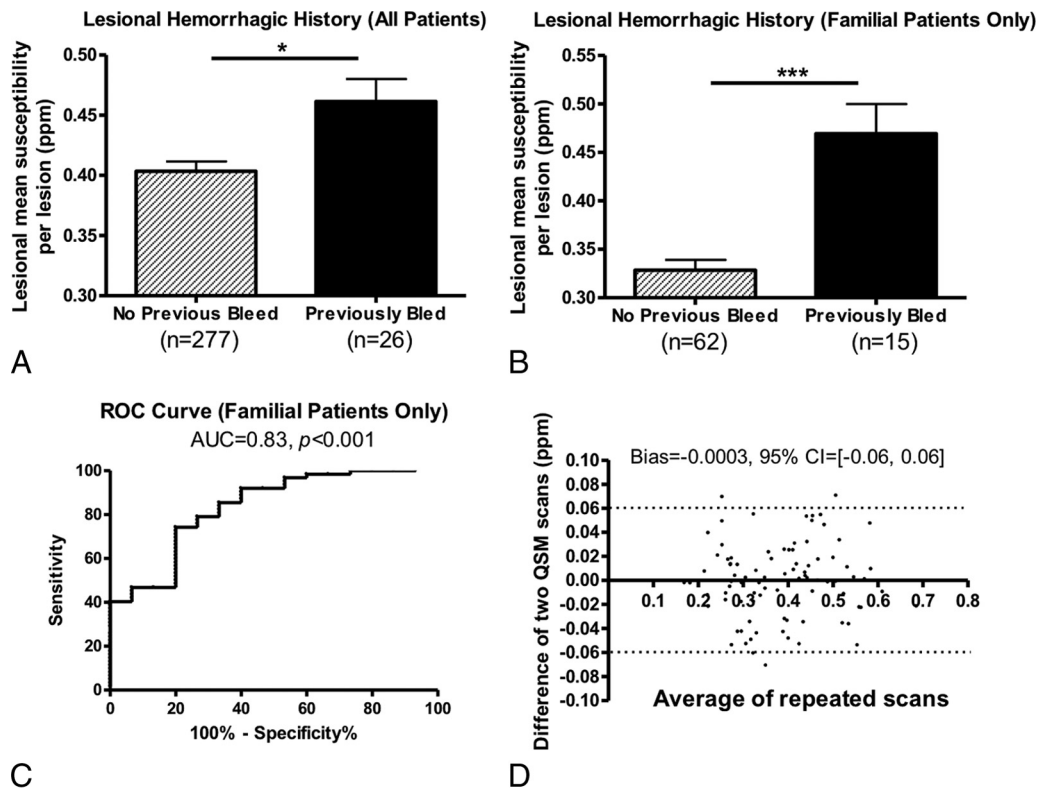 Lesional Hemorrhagic History (All Patients)
Lesional mean susceptibility
per lesion (ppm)
0.50
0.45
0.40
0.35
0.30
*
No Previous Bleed
Previously Bled
(n=277)
(n=26)
A
Lesional Hemorrhagic History (Familial Patients Only)
Lesional mean susceptibility
per lesion (ppm)
0.55
0.50
0.45
0.40
0.35
0.30
***
No Previous Bleed
Previously Bled
(n=62)
(n=15)
B
ROC Curve (Familial Patients Only)
AUC=0.83, p<0.001
Sensitivity
100
80
60
40
20
0
0 20 40 60 80 100
100% - Specificity%
C
Difference of two QSM scans (ppm)
Bias=-0.0003, 95% CI=[-0.06, 0.06]
0.10
0.06
0.04
0.02
0.00
-0.02
-0.04
-0.06
-0.08
-0.10
0.1 0.2 0.3 0.4 0.5 0.6 0.7 0.8
Average of repeated scans
D